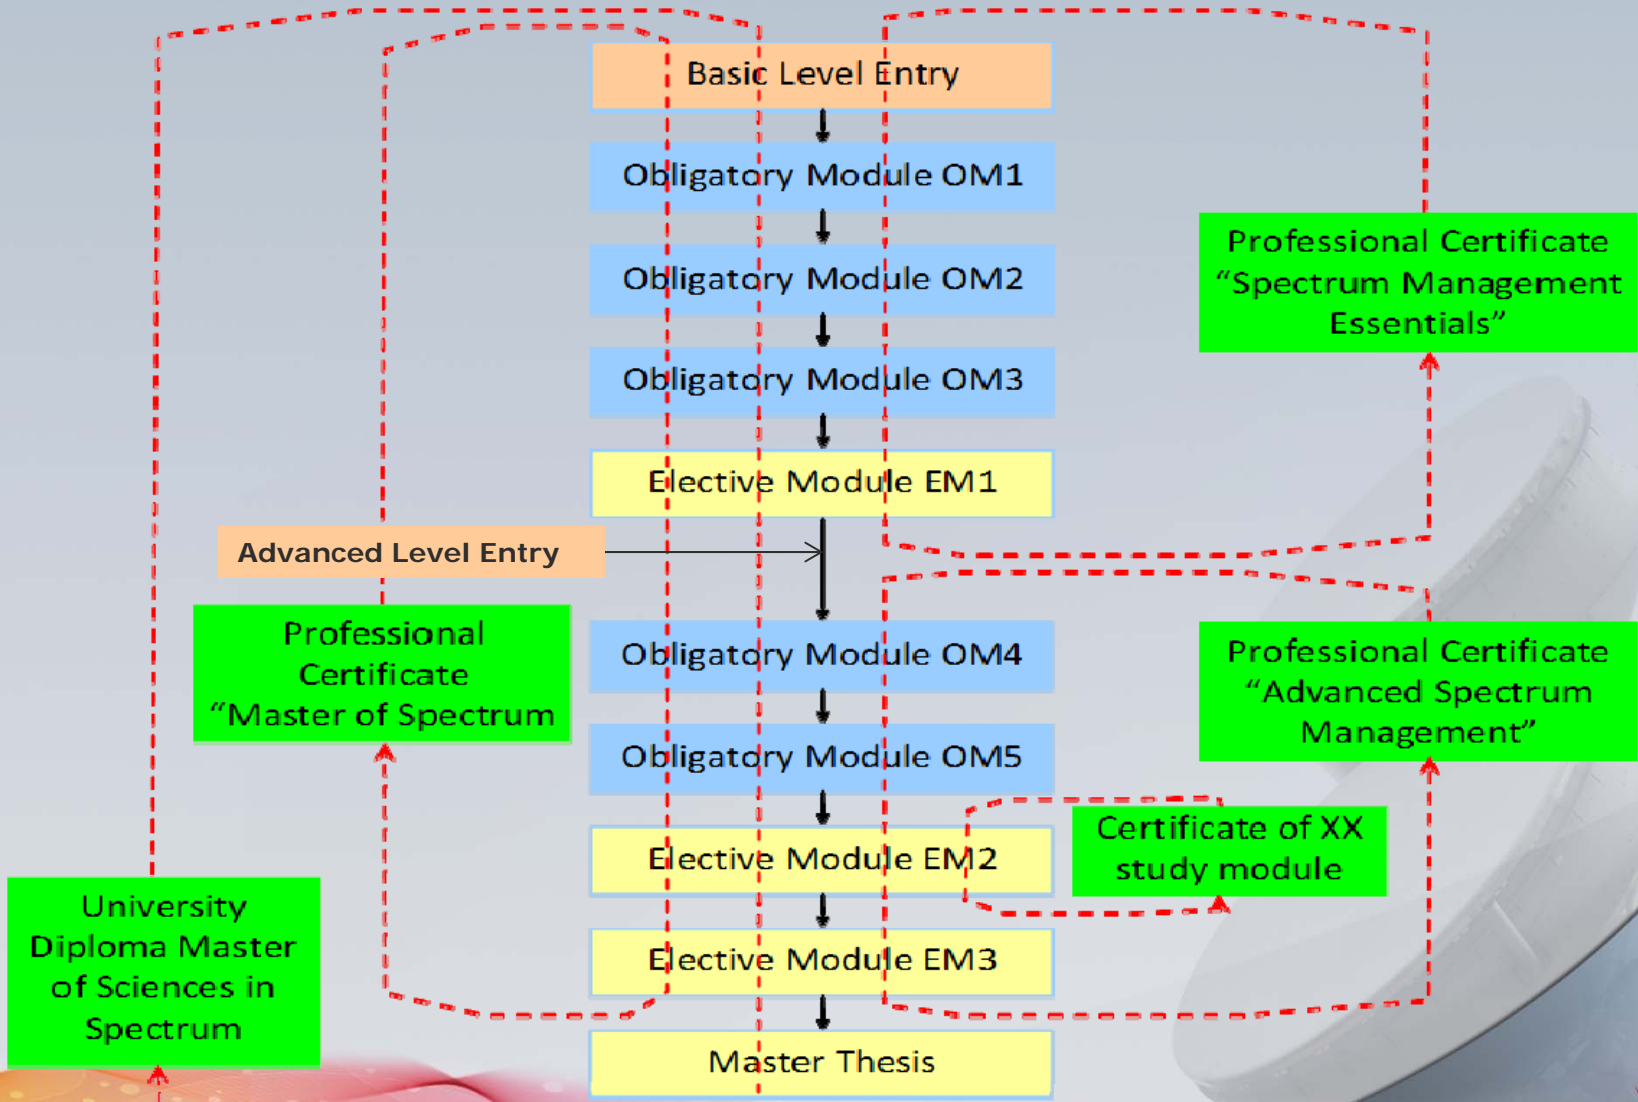 Basic Level Entry
Obligatory Module OM1
Obligatory Module OM2
Obligatory Module OM3
Elective Module EM1
Advanced Level Entry
Obligatory Module OM4
Obligatory Module OM5
Elective Module EM2
Elective Module EM3
Master Thesis
Professional Certificate
“Spectrum Management
Essentials”
Professional
Certificate
“Master of Spectrum
Professional Certificate
“Advanced Spectrum
Management”
Certificate of XX
study module
University
Diploma Master
of Sciences in
Spectrum